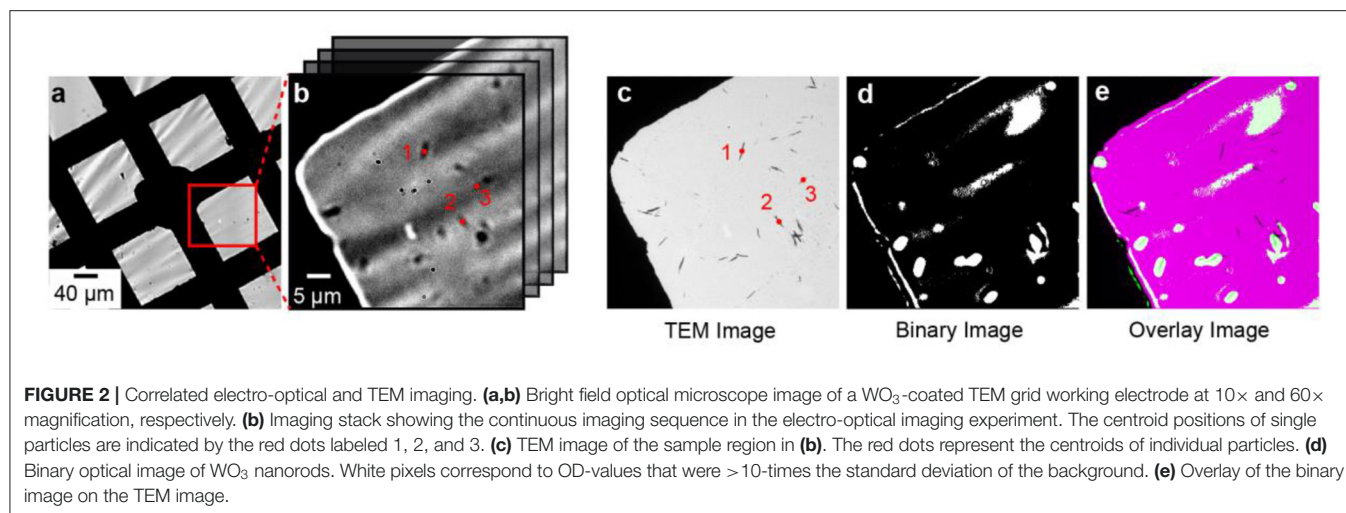 a
b
c
d
e
1
2
3
1
2
3
40 µm
5 µm
TEM Image
Binary Image
Overlay Image
FIGURE 2 | Correlated electro-optical and TEM imaging. (a,b) Bright field optical microscope image of a WO₃-coated TEM grid working electrode at 10× and 60×
magnification, respectively. (b) Imaging stack showing the continuous imaging sequence in the electro-optical imaging experiment. The centroid positions of single
particles are indicated by the red dots labeled 1, 2, and 3. (c) TEM image of the sample region in (b). The red dots represent the centroids of individual particles. (d)
Binary optical image of WO₃ nanorods. White pixels correspond to OD-values that were >10-times the standard deviation of the background. (e) Overlay of the binary
image on the TEM image.